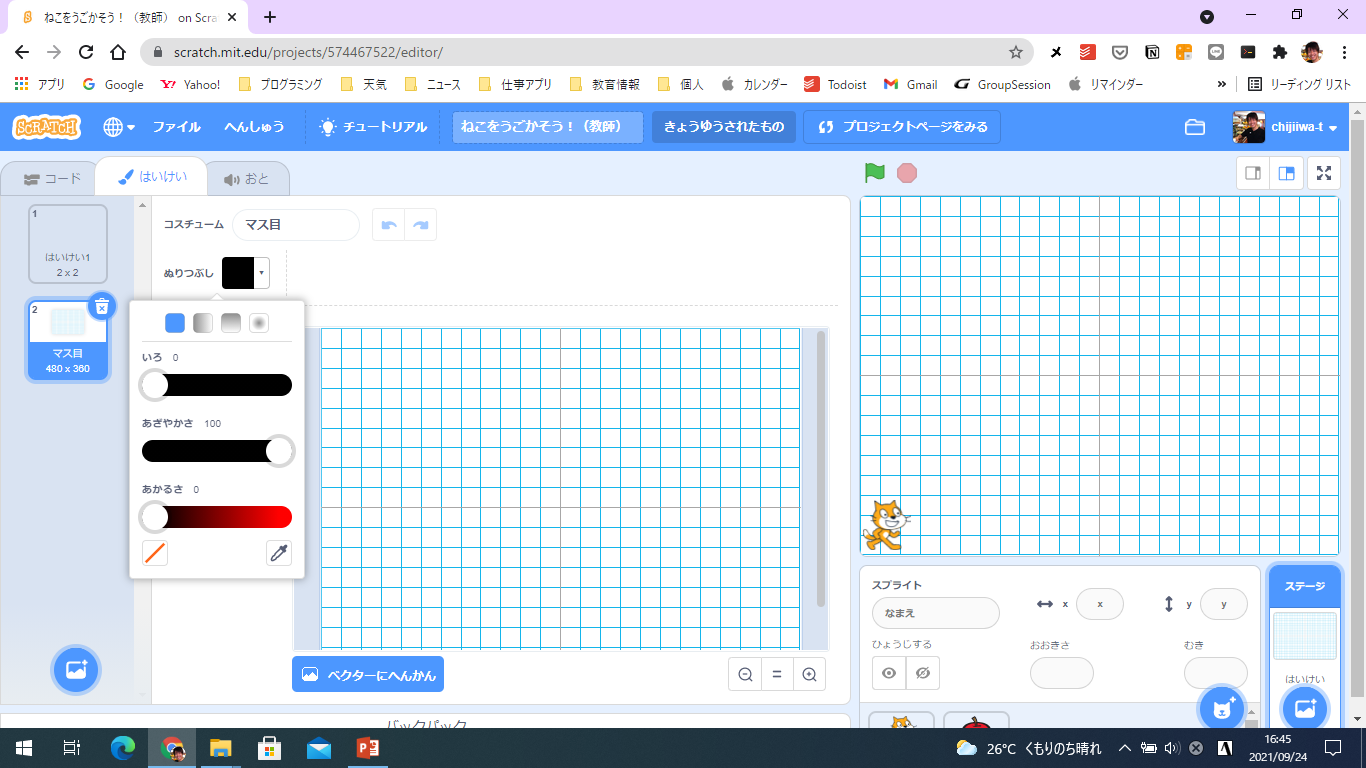 ねこをうごかそう！（教師） on Scra
scratch.mit.edu/projects/574467522/editor/
アプリ Google Yahoo! プログラミング 天気 ニュース 仕事アプリ 教育情報 個人 カレンダー Todoist Gmail GroupSession リマインダー » リーディング リスト
SCRATCH ファイル へんしゅう チュートリアル ねこをうごかそう！（教師） きょうゆうされたもの プロジェクトページをみる chijiiwa-t
コード はいけい おと
1
はいけい1
2 x 2
2
マス目
480 x 360
コスチューム マス目
ぬりつぶし
いろ 0
あざやかさ 100
あかるさ 0
ベクターにへんかん
バックパック
スプライト
なまえ
x x
y y
ひょうじする
おおきさ
むき
ステージ
はいけい
26°C くもりのち晴れ
A
16:45
2021/09/24